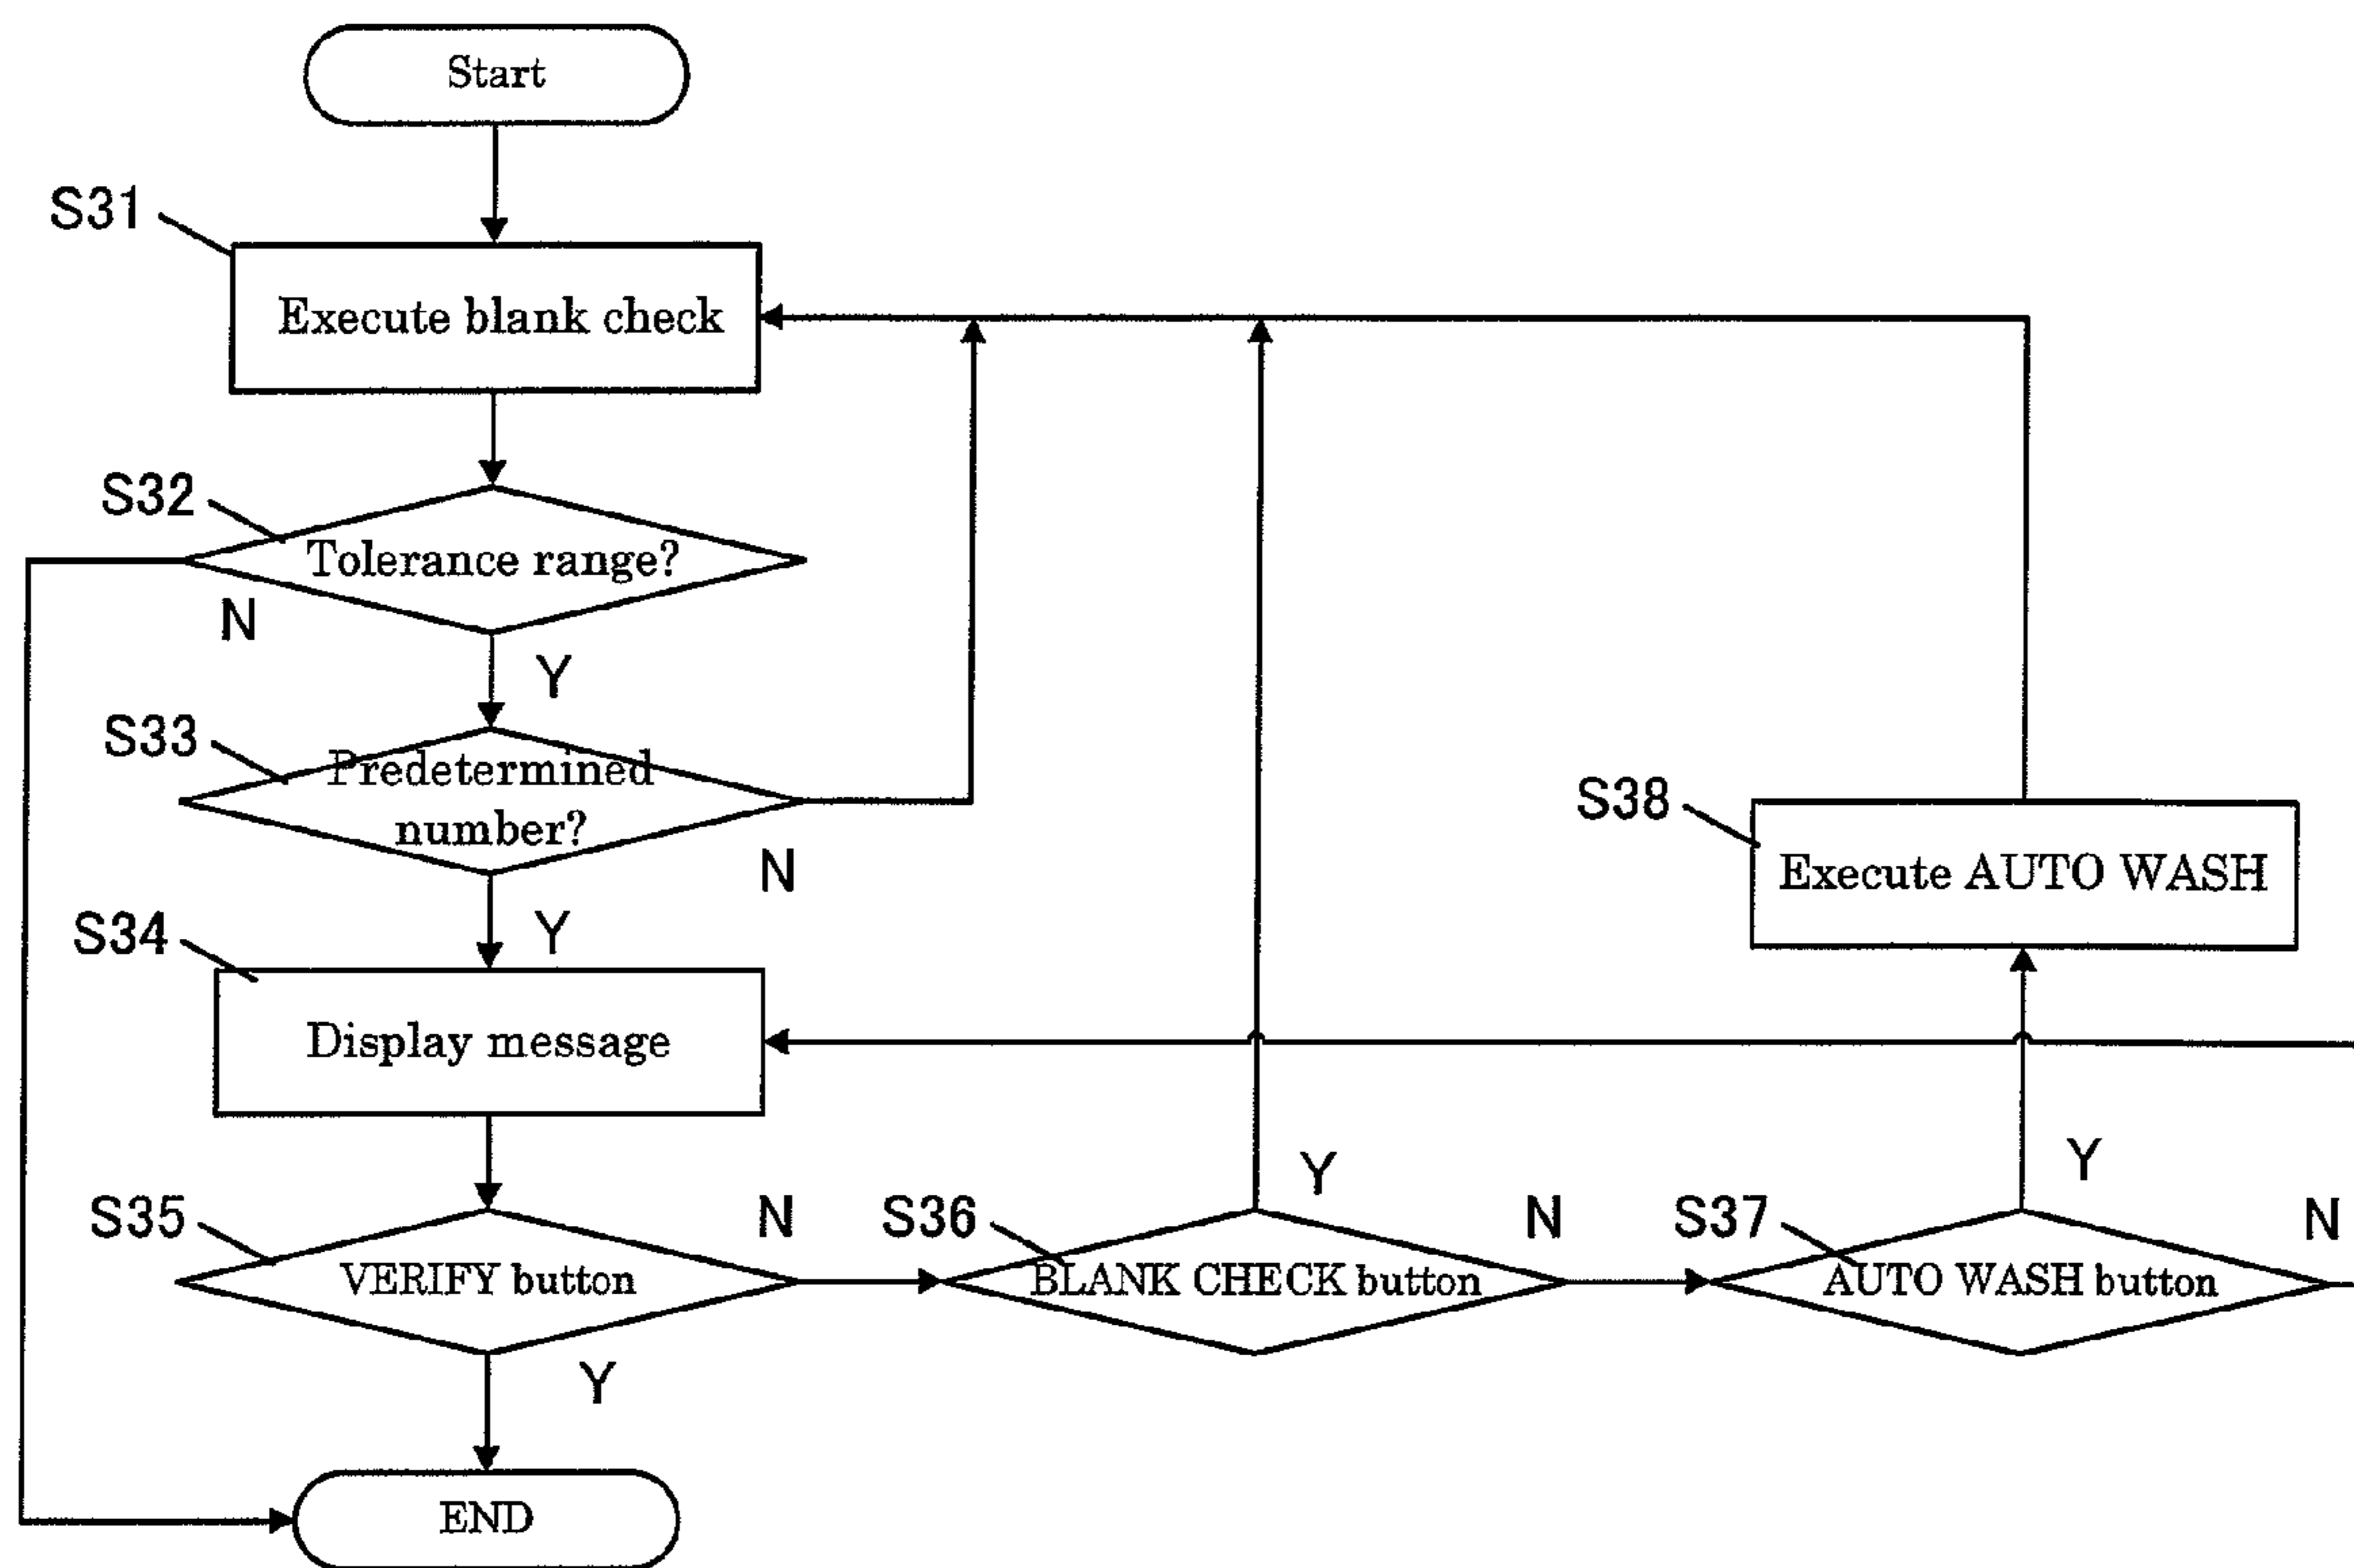 Start
S31
Execute blank check
S32
Tolerance range?
N
Y
S33
Predetermined
number?
N
Y
S38
Execute AUTO WASH
S34
Display message
S35
VERIFY button
N
Y
S36
BLANK CHECK button
Y
N
S37
AUTO WASH button
Y
N
END